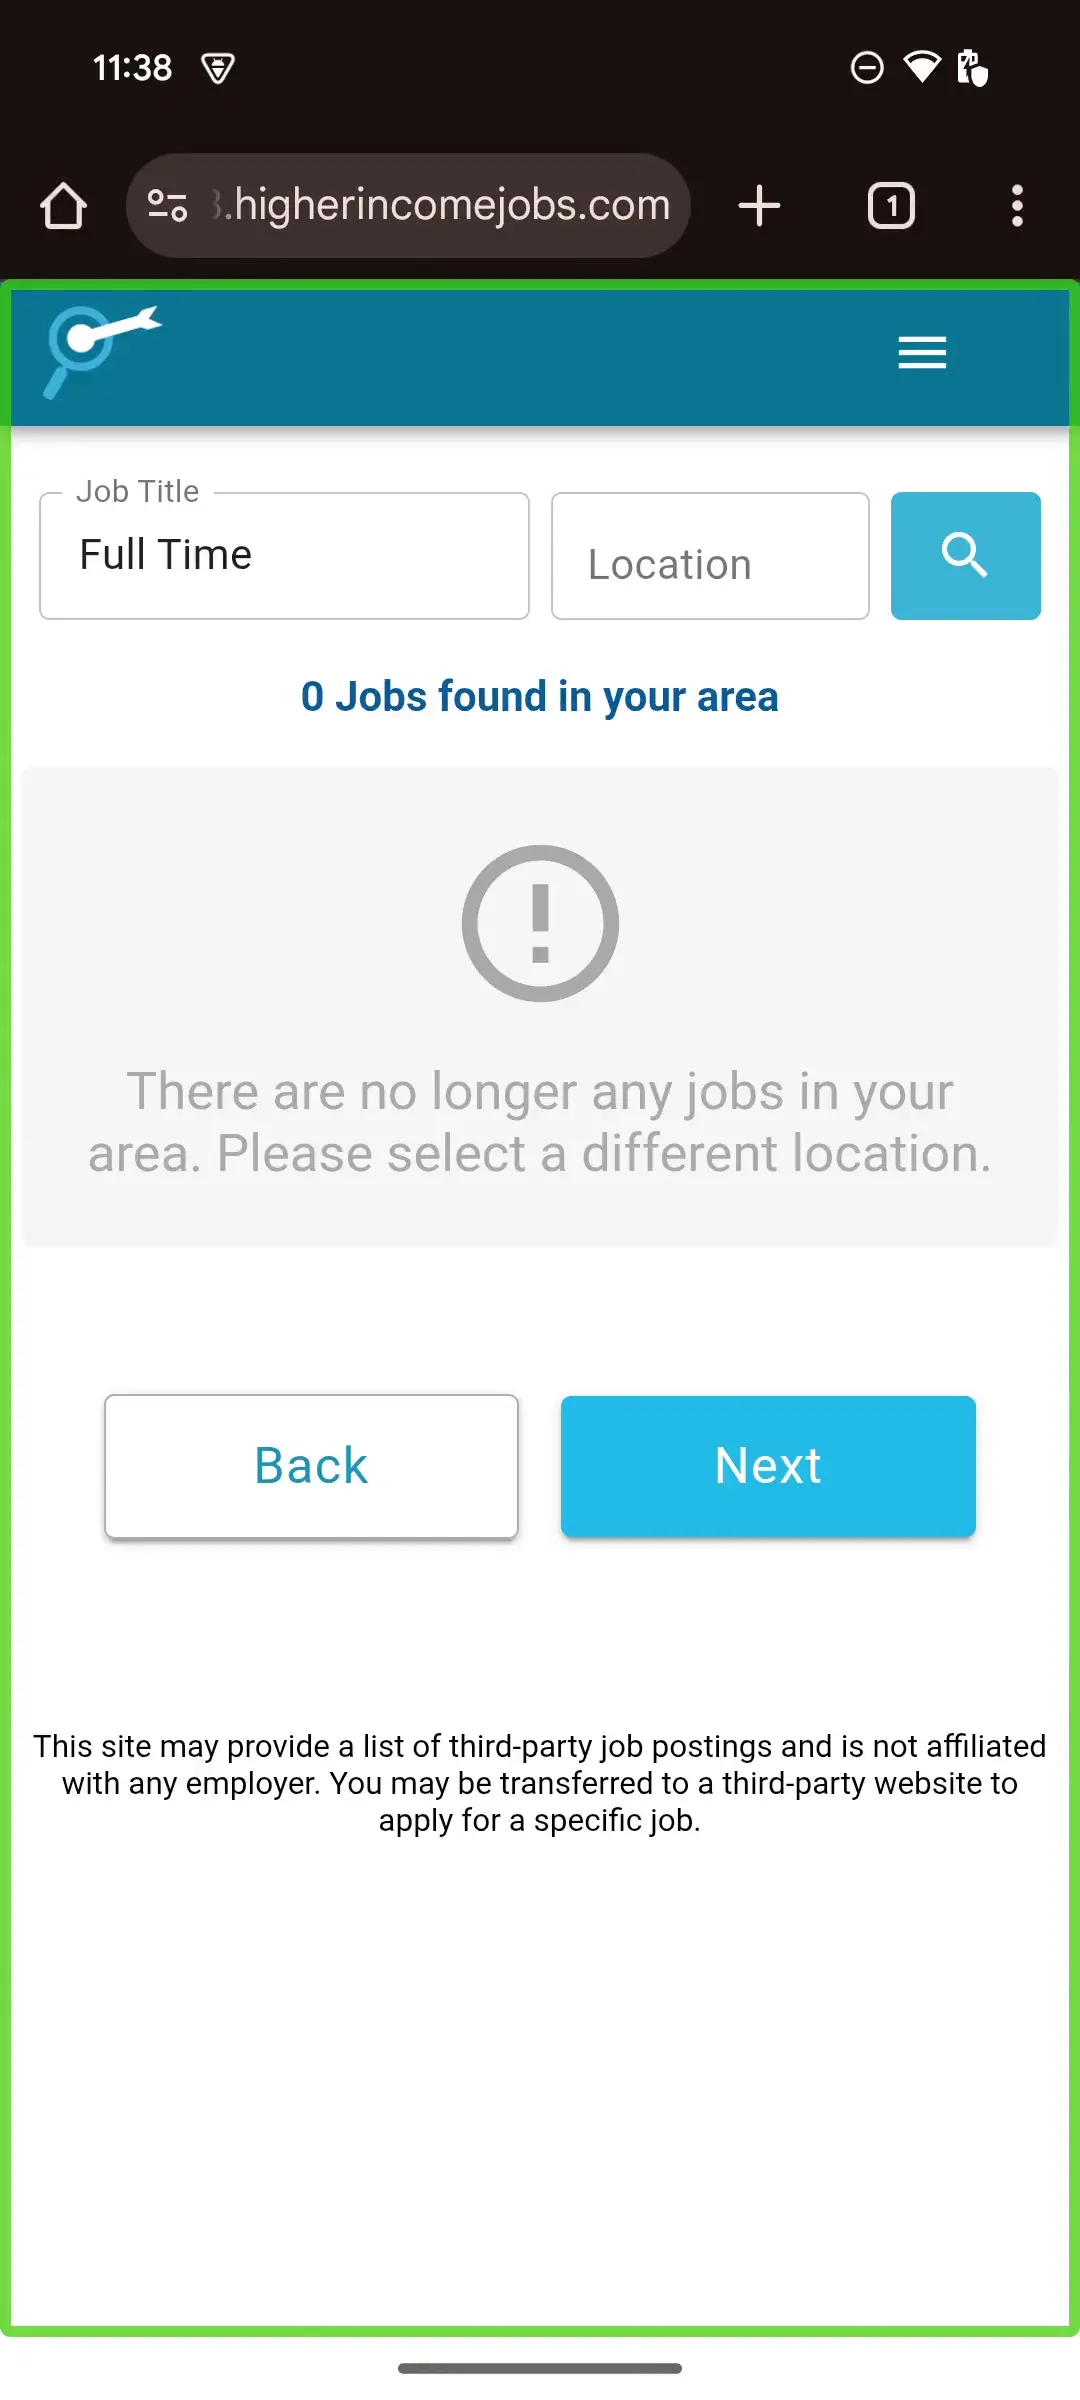 11:38
.higherincomejobs.com
1
Job Title
Full Time
Location
0 Jobs found in your area
There are no longer any jobs in your
area. Please select a different location.
Back
Next
This site may provide a list of third-party job postings and is not affiliated
with any employer. You may be transferred to a third-party website to
apply for a specific job.